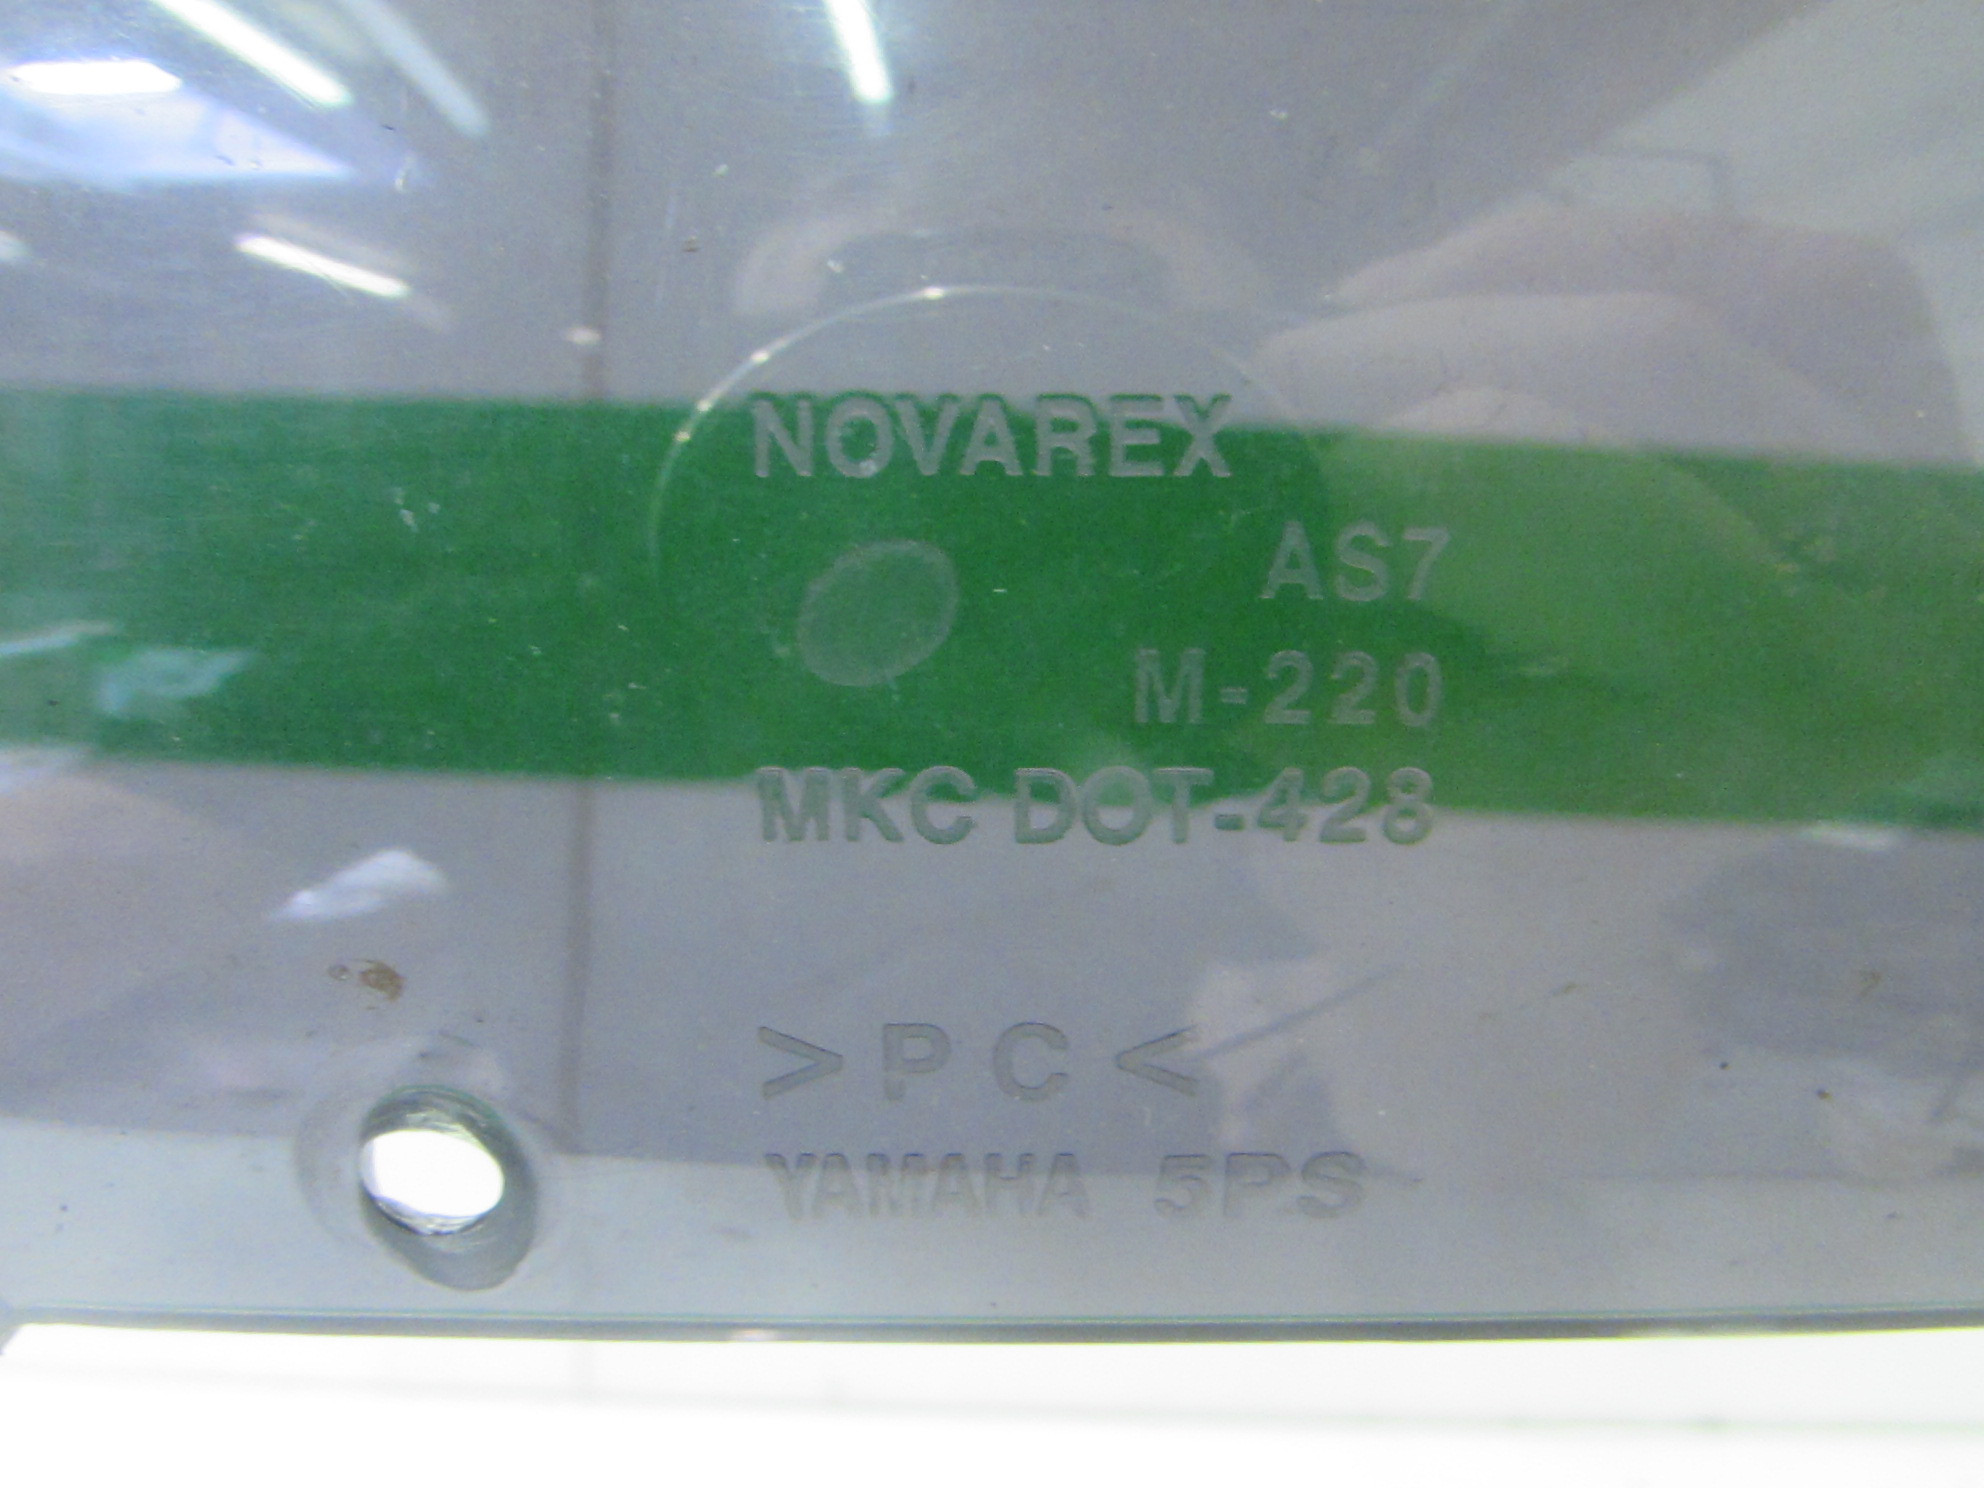 NOVAREX
AS7
M-220
MKC DOT-428
>PC<
YAMAHA 5PS